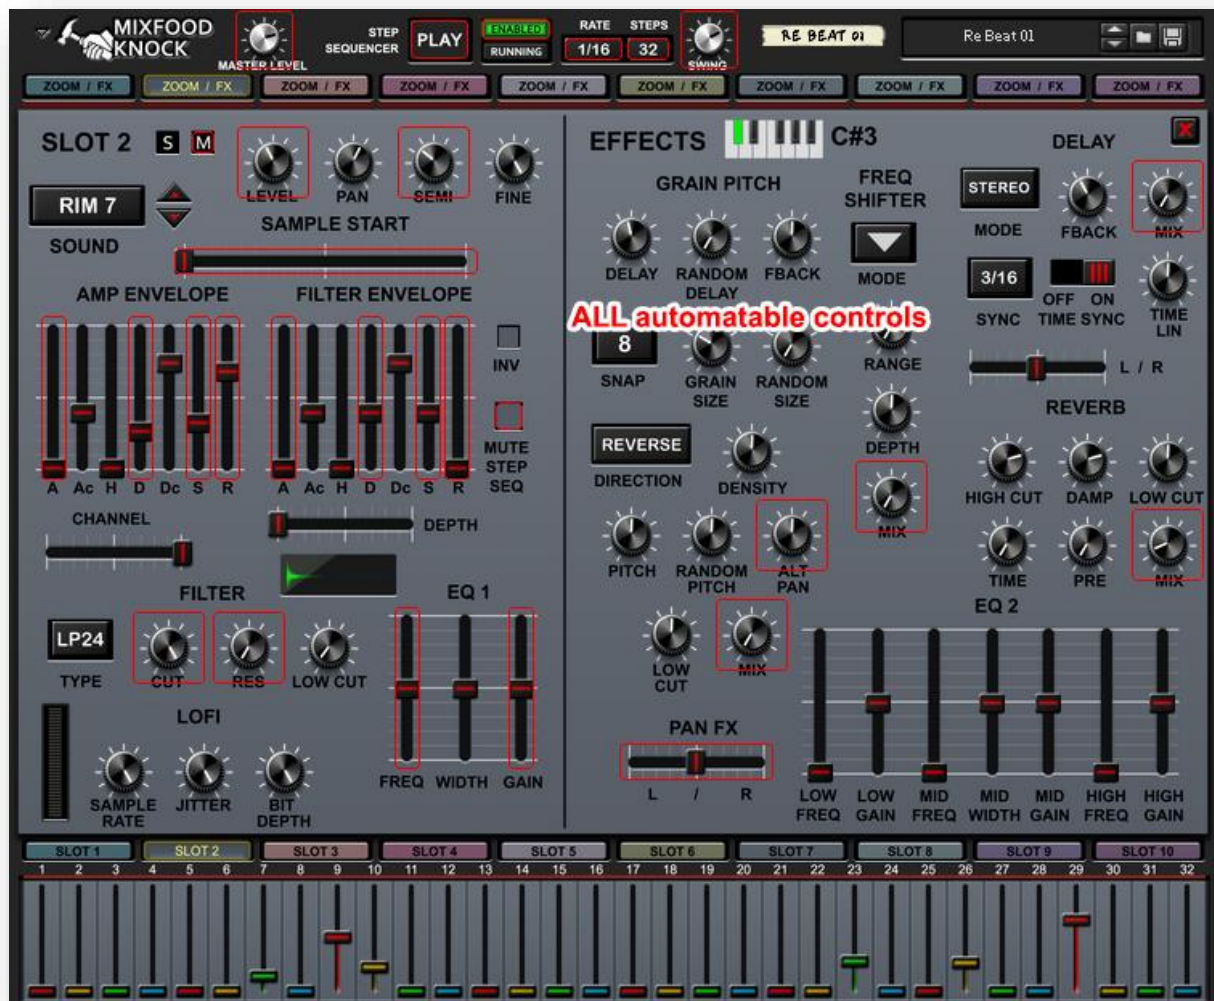 MIXFOOD
KNOCK
MASTER LEVEL
STEP
SEQUENCER
PLAY
ENABLED
RUNNING
RATE
1/16
STEPS
32
SWING
RE BEAT 01
Re Beat 01
ZOOM / FX ZOOM / FX ZOOM / FX ZOOM / FX ZOOM / FX ZOOM / FX ZOOM / FX ZOOM / FX ZOOM / FX ZOOM / FX
SLOT 2 S M
LEVEL PAN SEMI FINE
RIM 7
SOUND
SAMPLE START
AMP ENVELOPE
A Ac H D Dc S R
FILTER ENVELOPE
A Ac H D Dc S R
INV
MUTE
STEP
SEQ
CHANNEL
DEPTH
FILTER
LP24
TYPE CUT RES LOW CUT
EQ 1
FREQ WIDTH GAIN
LOFI
SAMPLE
RATE
JITTER
BIT
DEPTH
EFFECTS C#3 X
GRAIN PITCH
DELAY
RANDOM
DELAY
FBACK
ALL automatable controls
8
SNAP
GRAIN
SIZE
RANDOM
SIZE
REVERSE
DIRECTION
DENSITY
PITCH
RANDOM
PITCH
ALT
PAN
LOW
CUT
MIX
PAN FX
L / R
FREQ
SHIFTER
MODE
RANGE
DEPTH
MIX
DELAY
STEREO
MODE
FBACK
MIX
3/16
SYNC
OFF ON
TIME SYNC
TIME
LIN
L / R
REVERB
HIGH CUT DAMP LOW CUT
TIME PRE MIX
EQ 2
LOW
FREQ
LOW
GAIN
MID
FREQ
MID
WIDTH
MID
GAIN
HIGH
FREQ
HIGH
GAIN
SLOT 1 SLOT 2 SLOT 3 SLOT 4 SLOT 5 SLOT 6 SLOT 7 SLOT 8 SLOT 9 SLOT 10
1 2 3 4 5 6 7 8 9 10 11 12 13 14 15 16 17 18 19 20 21 22 23 24 25 26 27 28 29 30 31 32